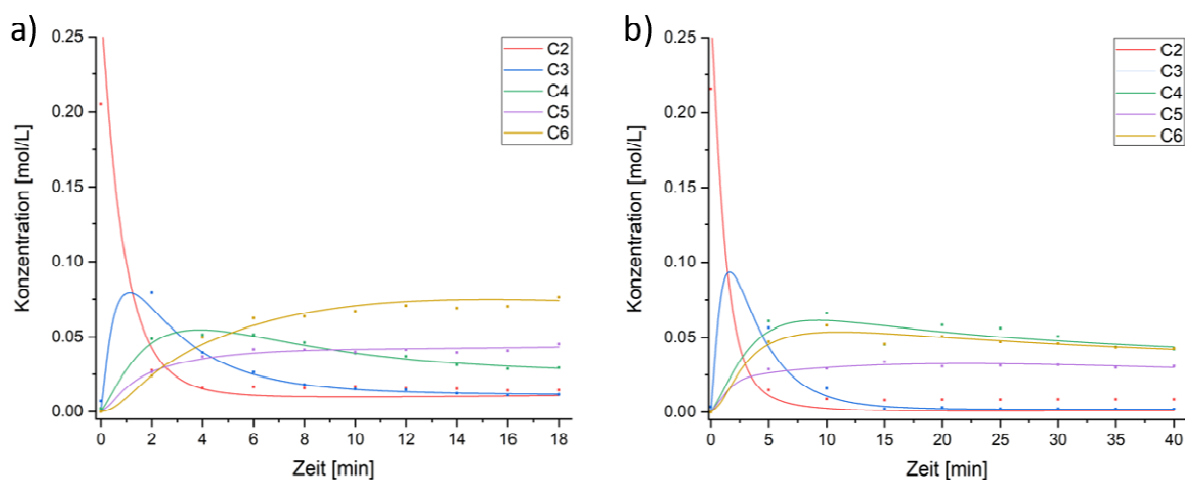 a)
Konzentration [mol/L]
0.25
0.20
0.15
0.10
0.05
0.00
C2
C3
C4
C5
C6
0 2 4 6 8 10 12 14 16 18
Zeit [min]
b)
Konzentration [mol/L]
0.25
0.20
0.15
0.10
0.05
0.00
C2
C3
C4
C5
C6
0 5 10 15 20 25 30 35 40
Zeit [min]